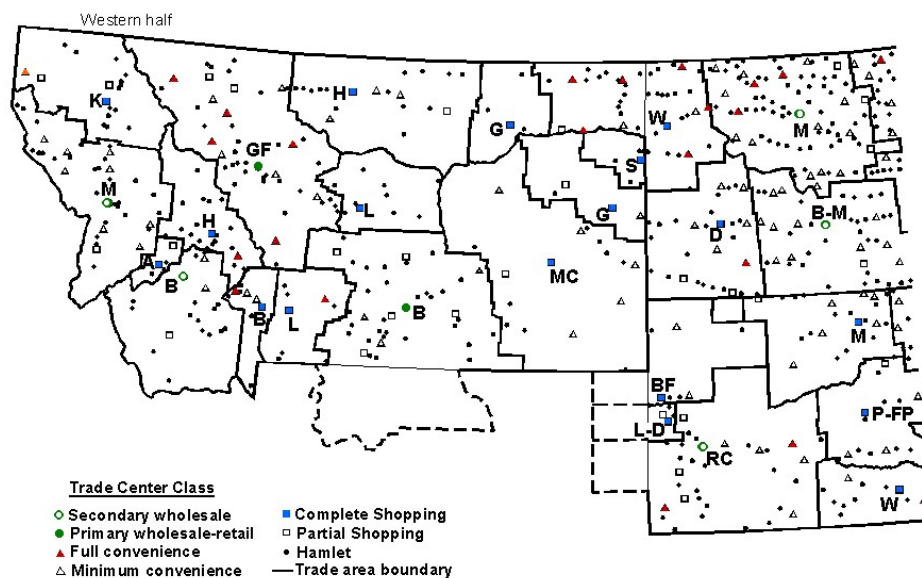 Western half
K
H
G
W
M
GF
S
M
H
L
G
D
B-M
A
B
MC
B
L
B
M
BF
L-D
P-FP
RC
W
Trade Center Class
Secondary wholesale
Primary wholesale-retail
Full convenience
Minimum convenience
Complete Shopping
Partial Shopping
Hamlet
Trade area boundary